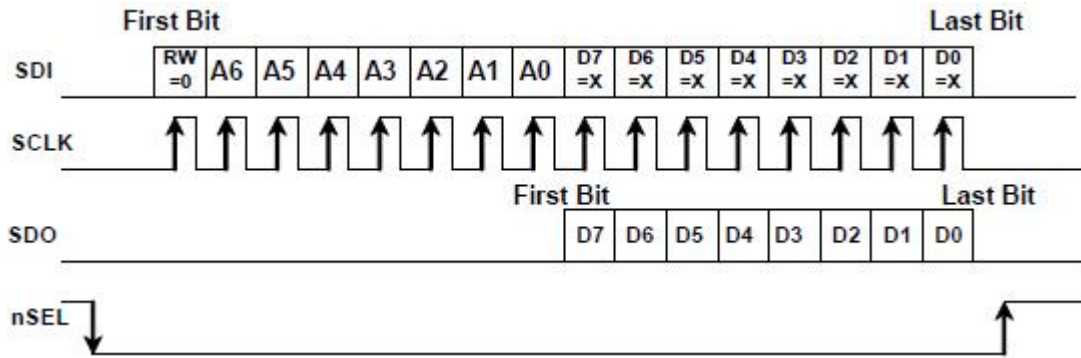 First Bit Last Bit
SDI RW =0 A6 A5 A4 A3 A2 A1 A0 D7 =X D6 =X D5 =X D4 =X D3 =X D2 =X D1 =X D0 =X
SCLK
First Bit Last Bit
SDO D7 D6 D5 D4 D3 D2 D1 D0
nSEL